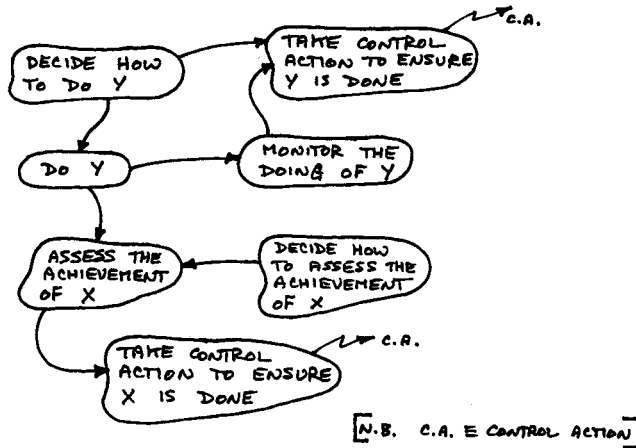 C.A.
DECIDE HOW
TO DO Y
TAKE CONTROL
ACTION TO ENSURE
Y IS DONE
DO Y
MONITOR THE
DOING OF Y
ASSESS THE
ACHIEVEMENT
OF X
DECIDE HOW
TO ASSESS THE
ACHIEVEMENT
OF X
C.A.
TAKE CONTROL
ACTION TO ENSURE
X IS DONE
[N.B. C.A. E CONTROL ACTION]